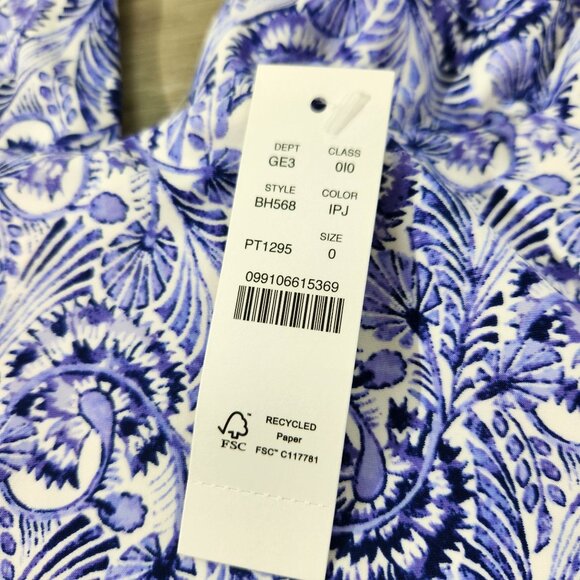 DEPT CLASS
GE3 0I0
STYLE COLOR
BH568 IPJ
SIZE
PT1295 0
099106615369
FSC
RECYCLED
Paper
FSC™ C117781